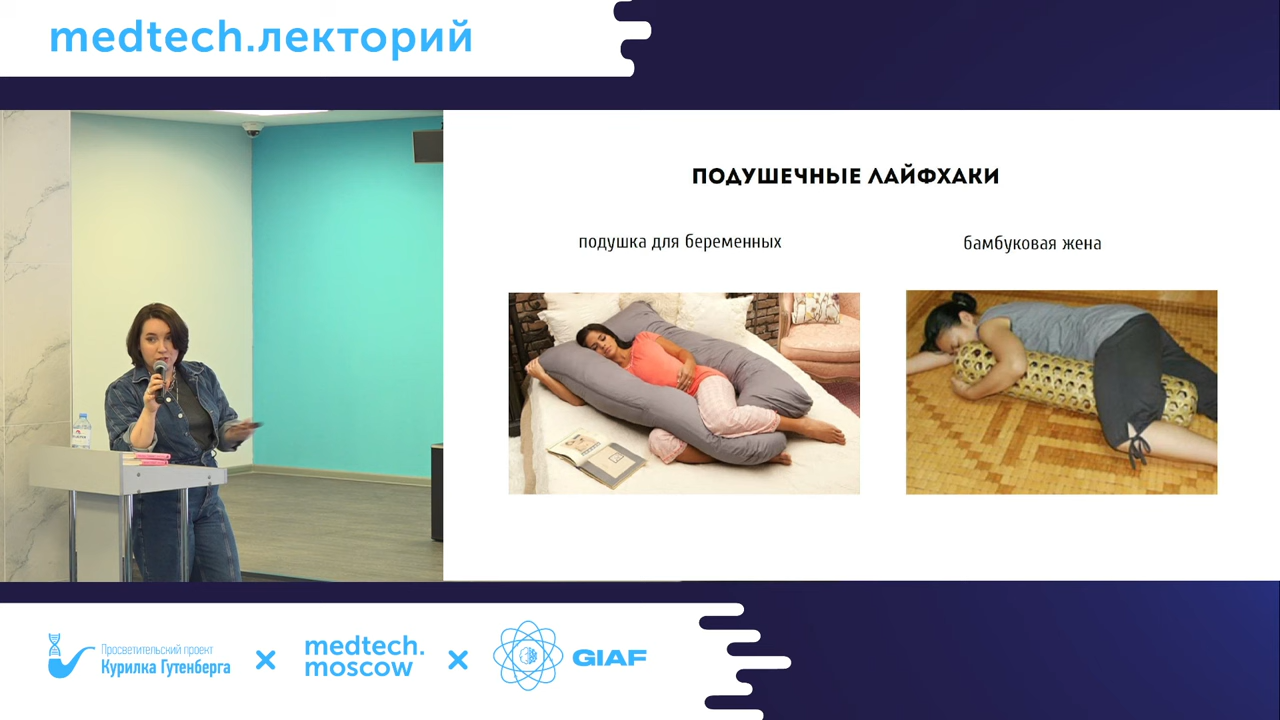 medtech.лекторий
ПОДУШЕЧНЫЕ ЛАЙФХАКИ
подушка для беременных
бамбуковая жена
Просветительский проект
Курилка Гутенберга
medtech.
moscow
GIAF